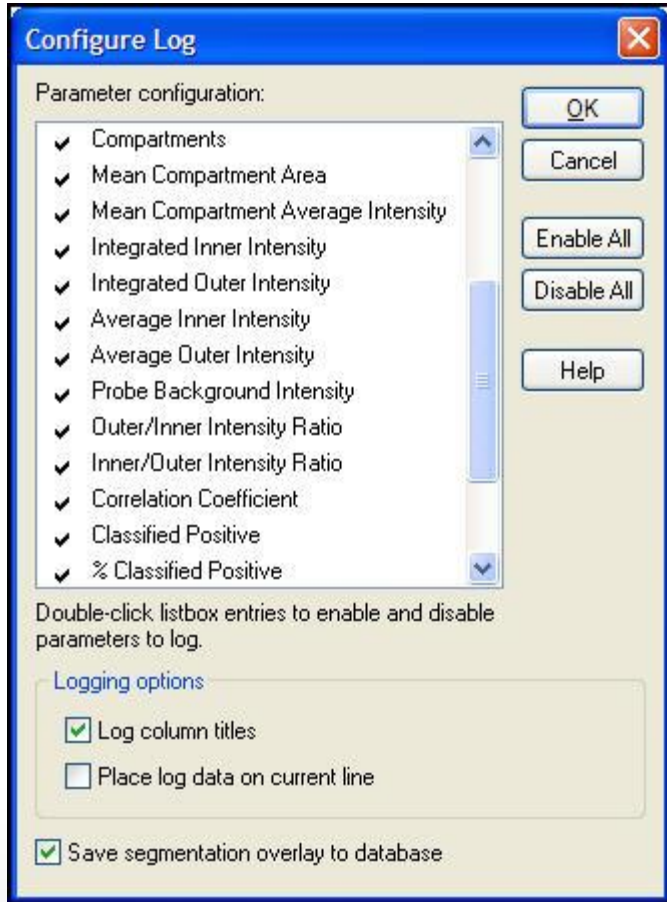 Configure Log
Parameter configuration:
Compartments
Mean Compartment Area
Mean Compartment Average Intensity
Integrated Inner Intensity
Integrated Outer Intensity
Average Inner Intensity
Average Outer Intensity
Probe Background Intensity
Outer/Inner Intensity Ratio
Inner/Outer Intensity Ratio
Correlation Coefficient
Classified Positive
% Classified Positive
OK
Cancel
Enable All
Disable All
Help
Double-click listbox entries to enable and disable
parameters to log.
Logging options
Log column titles
Place log data on current line
Save segmentation overlay to database